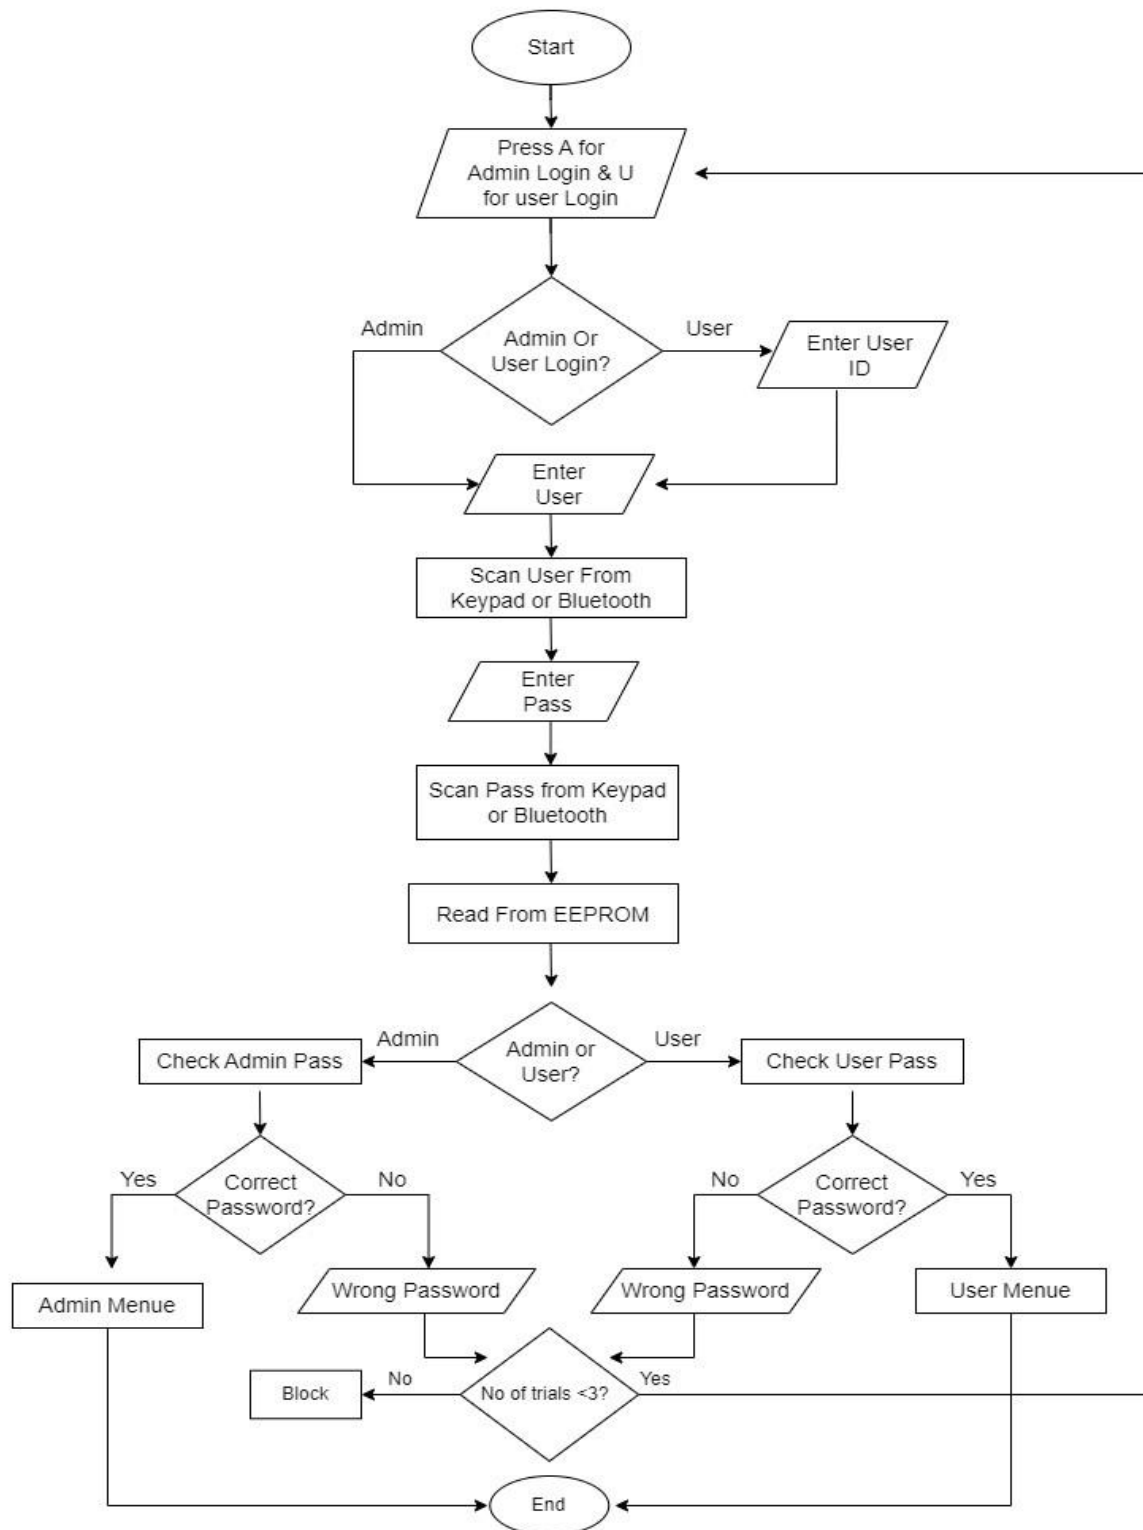 Start
Press A for
Admin Login & U
for user Login
Admin
Admin Or
User Login?
User
Enter User
ID
Enter
User
Scan User From
Keypad or Bluetooth
Enter
Pass
Scan Pass from Keypad
or Bluetooth
Read From EEPROM
Check Admin Pass
Admin
Admin or
User?
User
Check User Pass
Yes
Correct
Password?
No
No
Correct
Password?
Yes
Admin Menue
Wrong Password
Wrong Password
User Menue
Block
No
No of trials <3?
Yes
End